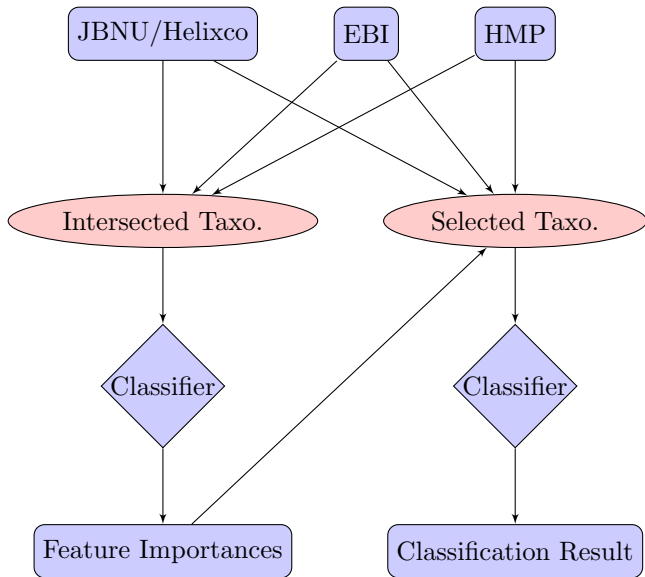 JBNU/Helixco
EBI
HMP
Intersected Taxo.
Selected Taxo.
Classifier
Classifier
Feature Importances
Classification Result